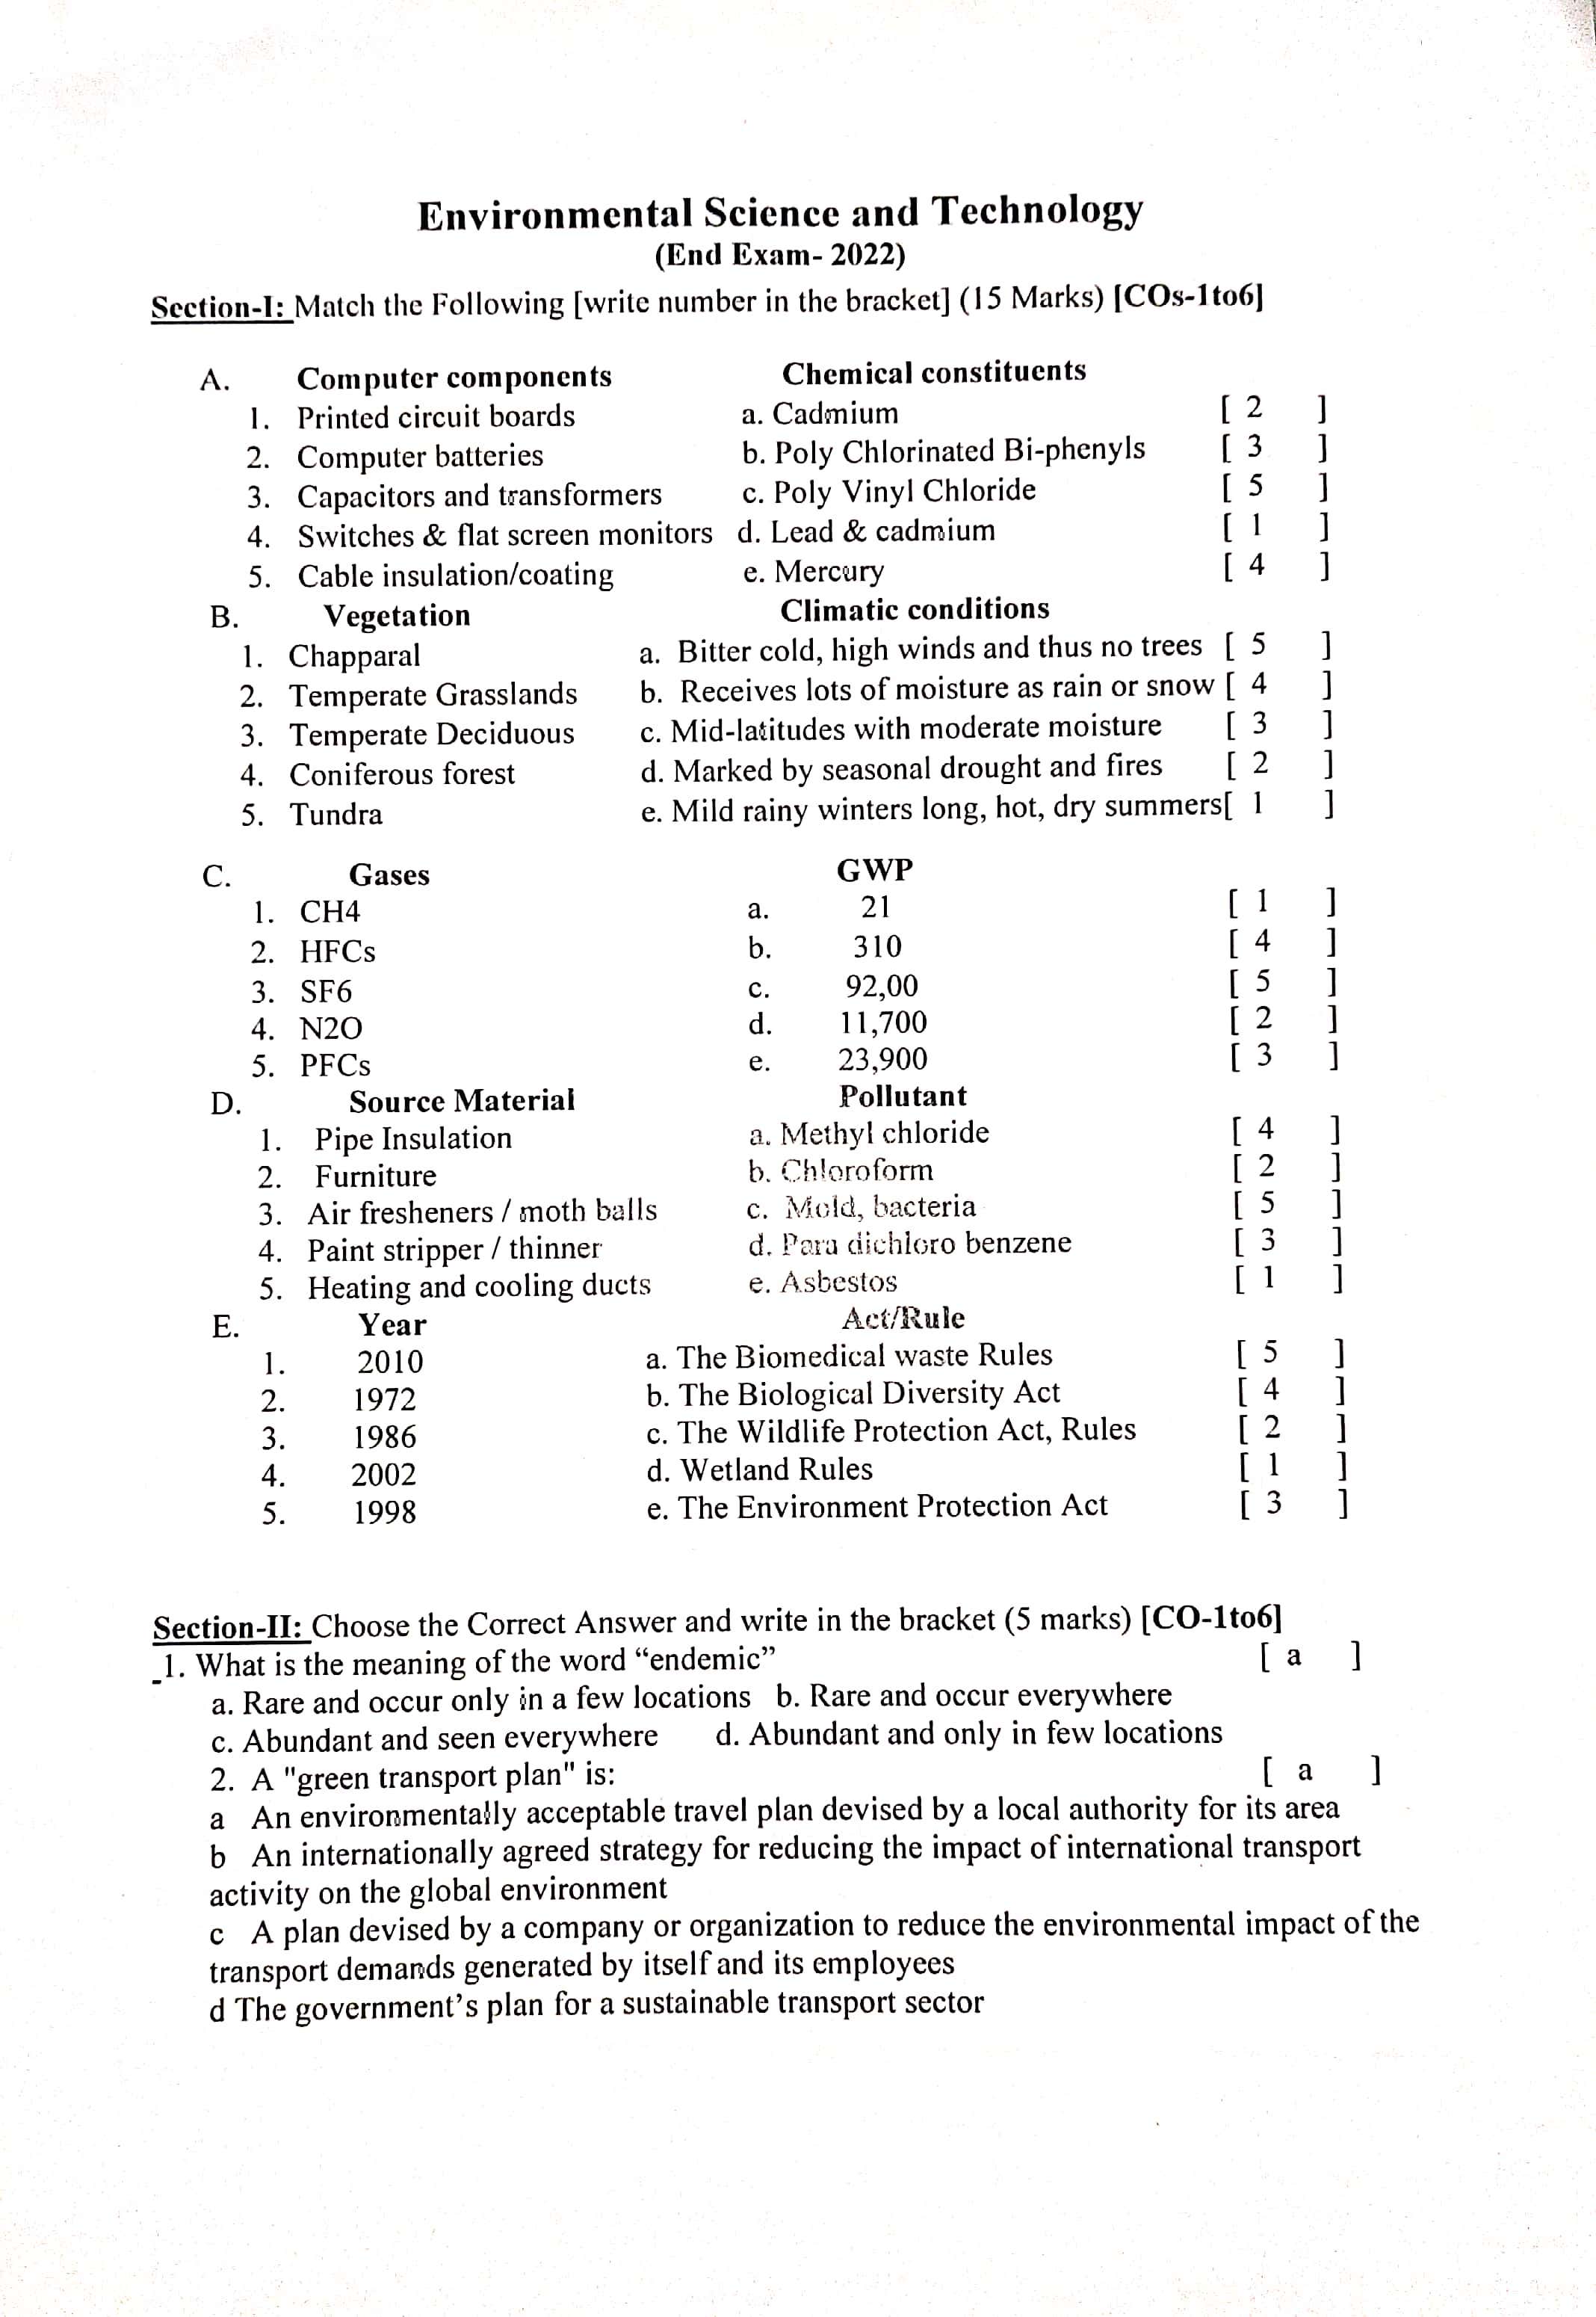 Environmental Science and Technology
(End Exam- 2022)
Section-I: Match the Following [write number in the bracket] (15 Marks) [COs-1to6]
A. Computer components Chemical constituents
1. Printed circuit boards a. Cadmium [ 2 ]
2. Computer batteries b. Poly Chlorinated Bi-phenyls [ 3 ]
3. Capacitors and transformers c. Poly Vinyl Chloride [ 5 ]
4. Switches & flat screen monitors d. Lead & cadmium [ 1 ]
5. Cable insulation/coating e. Mercury [ 4 ]
B. Vegetation Climatic conditions
1. Chapparal a. Bitter cold, high winds and thus no trees [ 5 ]
2. Temperate Grasslands b. Receives lots of moisture as rain or snow [ 4 ]
3. Temperate Deciduous c. Mid-latitudes with moderate moisture [ 3 ]
4. Coniferous forest d. Marked by seasonal drought and fires [ 2 ]
5. Tundra e. Mild rainy winters long, hot, dry summers[ 1 ]
C. Gases GWP
1. CH4 a. 21 [ 1 ]
2. HFCs b. 310 [ 4 ]
3. SF6 c. 92,00 [ 5 ]
4. N2O d. 11,700 [ 2 ]
5. PFCs e. 23,900 [ 3 ]
D. Source Material Pollutant
1. Pipe Insulation a. Methyl chloride [ 4 ]
2. Furniture b. Chloroform [ 2 ]
3. Air fresheners / moth balls c. Mold, bacteria [ 5 ]
4. Paint stripper / thinner d. Para dichloro benzene [ 3 ]
5. Heating and cooling ducts e. Asbestos [ 1 ]
E. Year Act/Rule
1. 2010 a. The Biomedical waste Rules [ 5 ]
2. 1972 b. The Biological Diversity Act [ 4 ]
3. 1986 c. The Wildlife Protection Act, Rules [ 2 ]
4. 2002 d. Wetland Rules [ 1 ]
5. 1998 e. The Environment Protection Act [ 3 ]
Section-II: Choose the Correct Answer and write in the bracket (5 marks) [CO-1to6]
1. What is the meaning of the word “endemic” [ a ]
a. Rare and occur only in a few locations b. Rare and occur everywhere
c. Abundant and seen everywhere d. Abundant and only in few locations
2. A "green transport plan" is: [ a ]
a An environmentally acceptable travel plan devised by a local authority for its area
b An internationally agreed strategy for reducing the impact of international transport
activity on the global environment
c A plan devised by a company or organization to reduce the environmental impact of the
transport demands generated by itself and its employees
d The government’s plan for a sustainable transport sector